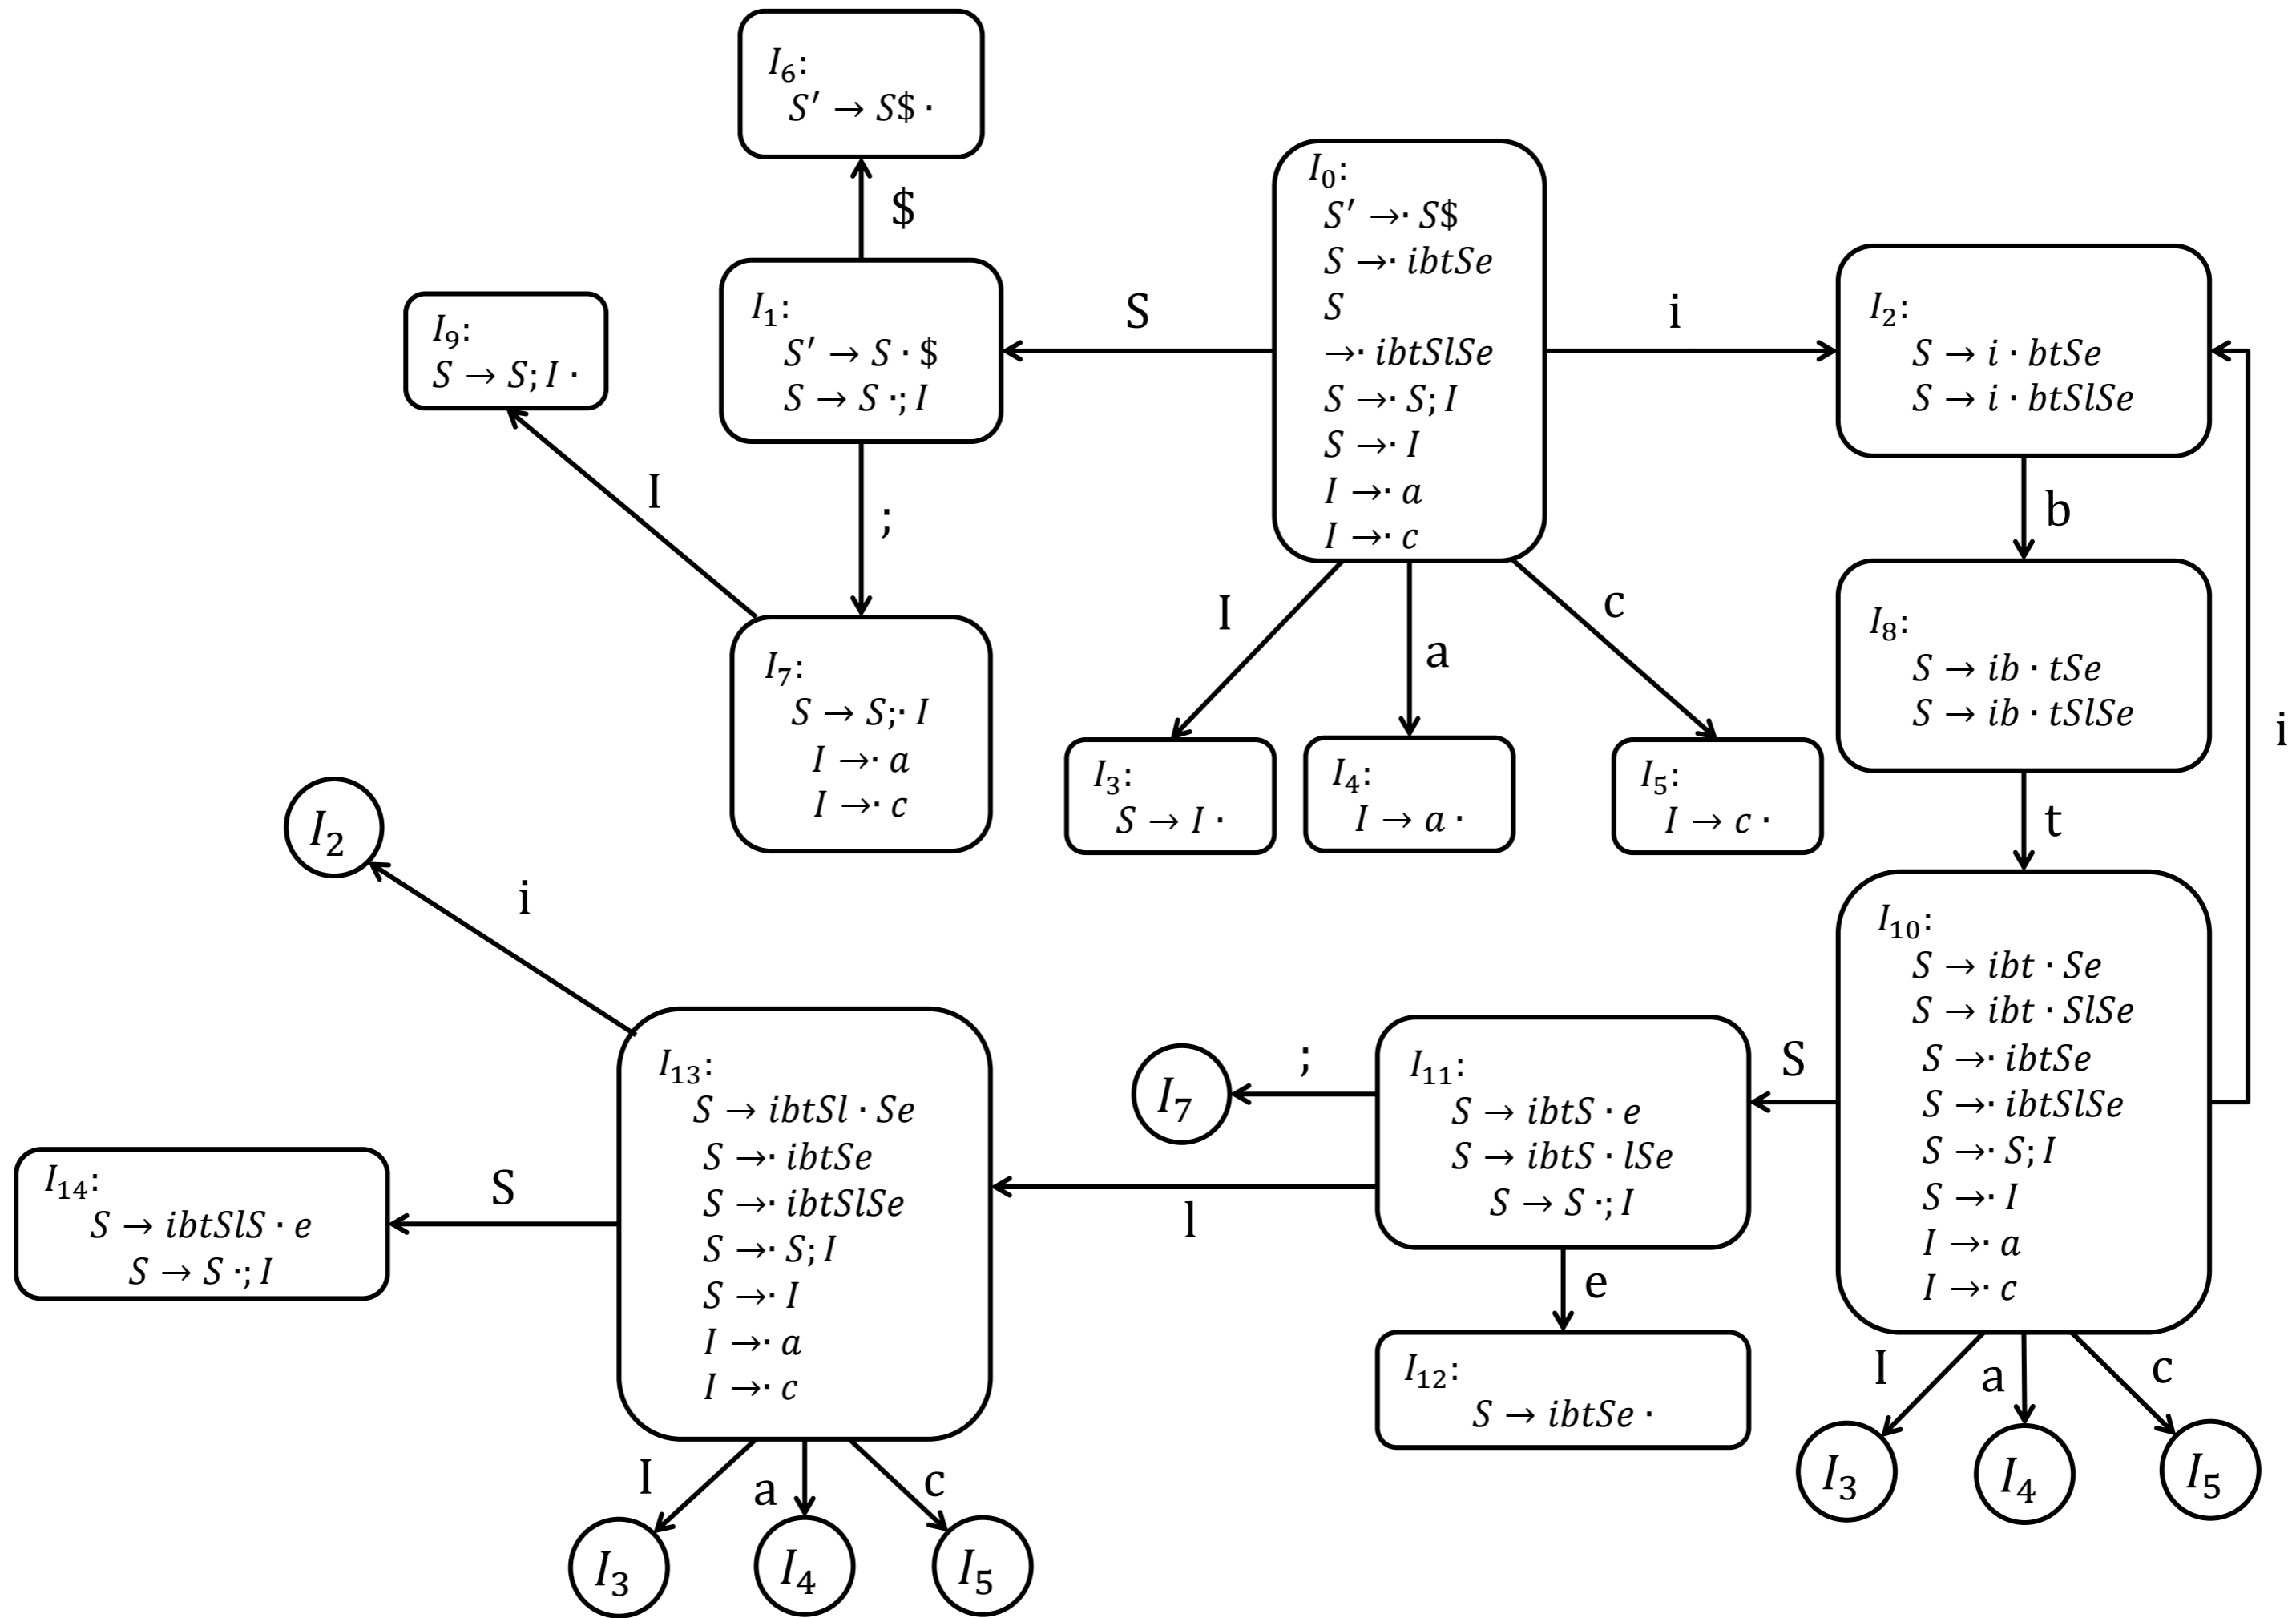 I₆:
S′ → S$ ·
$
I₀:
S′ →· S$
S →· ibtSe
S
→· ibtSlSe
S →· S; I
S →· I
I →· a
I →· c
S
i
I₁:
S′ → S · $
S → S ·; I
I₉:
S → S; I ·
I
;
I₂:
S → i · btSe
S → i · btSlSe
b
I₇:
S → S;· I
I →· a
I →· c
I
a
c
I₃:
S → I ·
I₄:
I → a ·
I₅:
I → c ·
I₈:
S → ib · tSe
S → ib · tSlSe
i
t
I₂
i
I₁₀:
S → ibt · Se
S → ibt · SlSe
S →· ibtSe
S →· ibtSlSe
S →· S; I
S →· I
I →· a
I →· c
S
I₁₁:
S → ibtS · e
S → ibtS · lSe
S → S ·; I
;
I₇
l
e
I₁₂:
S → ibtSe ·
I₁₃:
S → ibtSl · Se
S →· ibtSe
S →· ibtSlSe
S →· S; I
S →· I
I →· a
I →· c
S
I₁₄:
S → ibtSlS · e
S → S ·; I
I
a
c
I₃
I₄
I₅
I
a
c
I₃
I₄
I₅